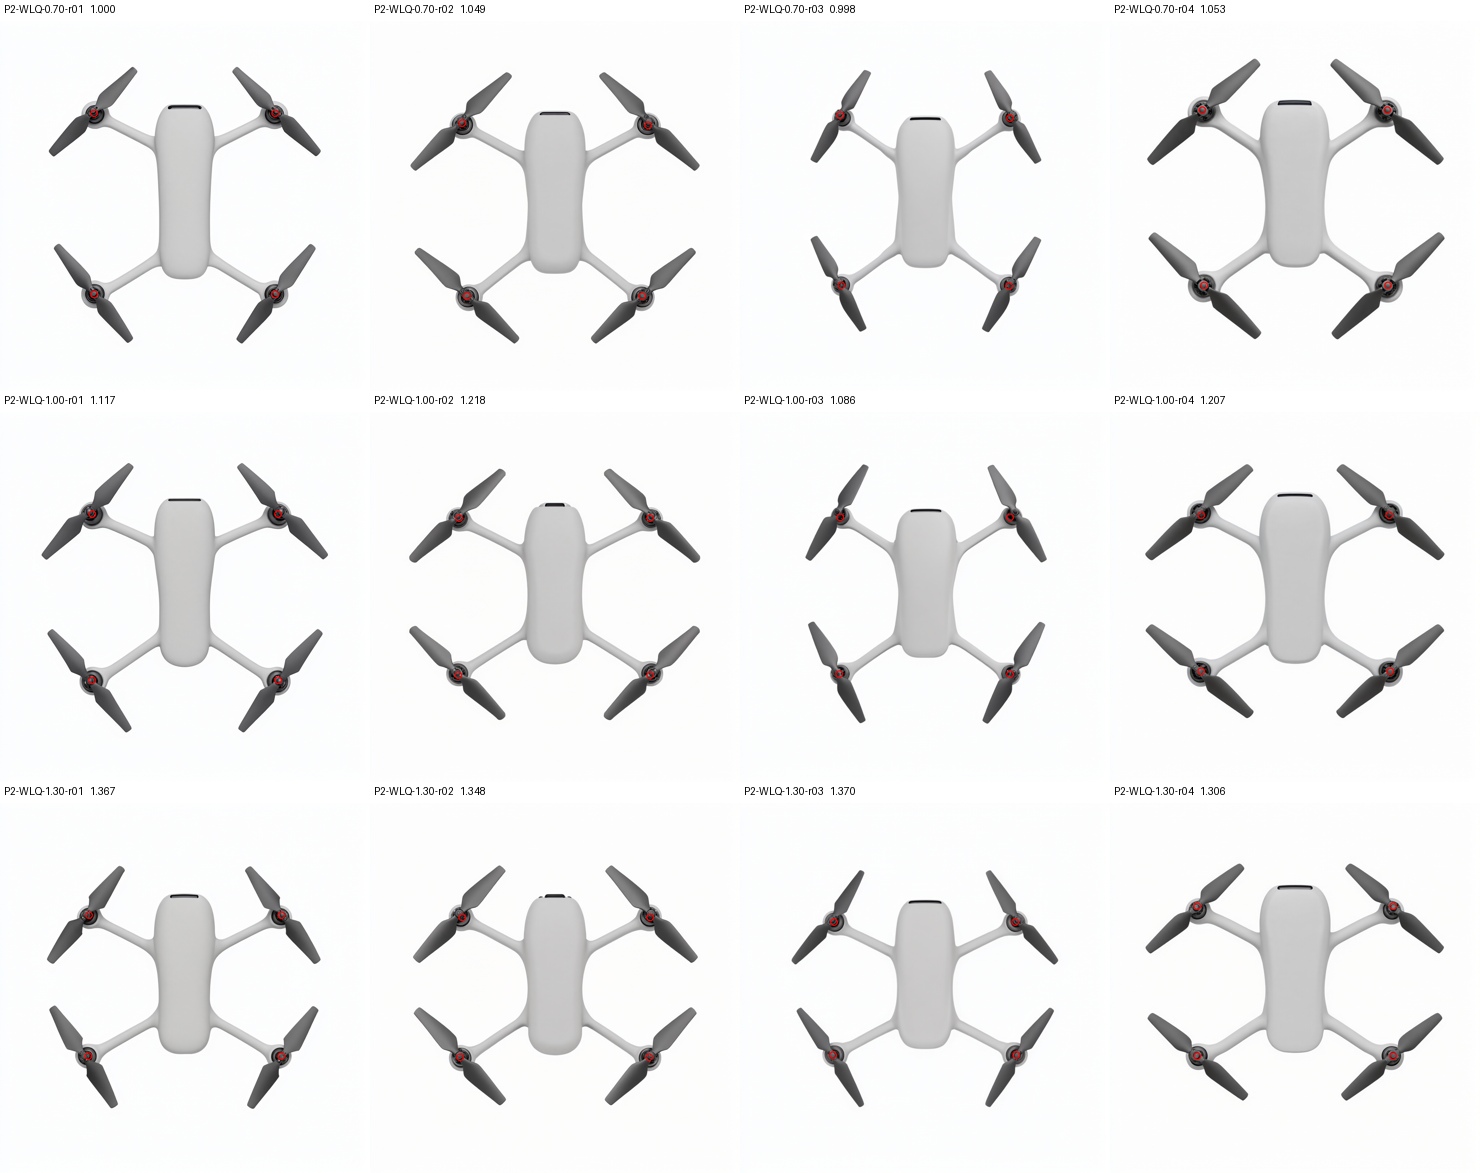 P2-WLQ-0.70-r01 1.000
P2-WLQ-0.70-r02 1.049
P2-WLQ-0.70-r03 0.998
P2-WLQ-0.70-r04 1.053
P2-WLQ-1.00-r01 1.117
P2-WLQ-1.00-r02 1.218
P2-WLQ-1.00-r03 1.086
P2-WLQ-1.00-r04 1.207
P2-WLQ-1.30-r01 1.367
P2-WLQ-1.30-r02 1.348
P2-WLQ-1.30-r03 1.370
P2-WLQ-1.30-r04 1.306